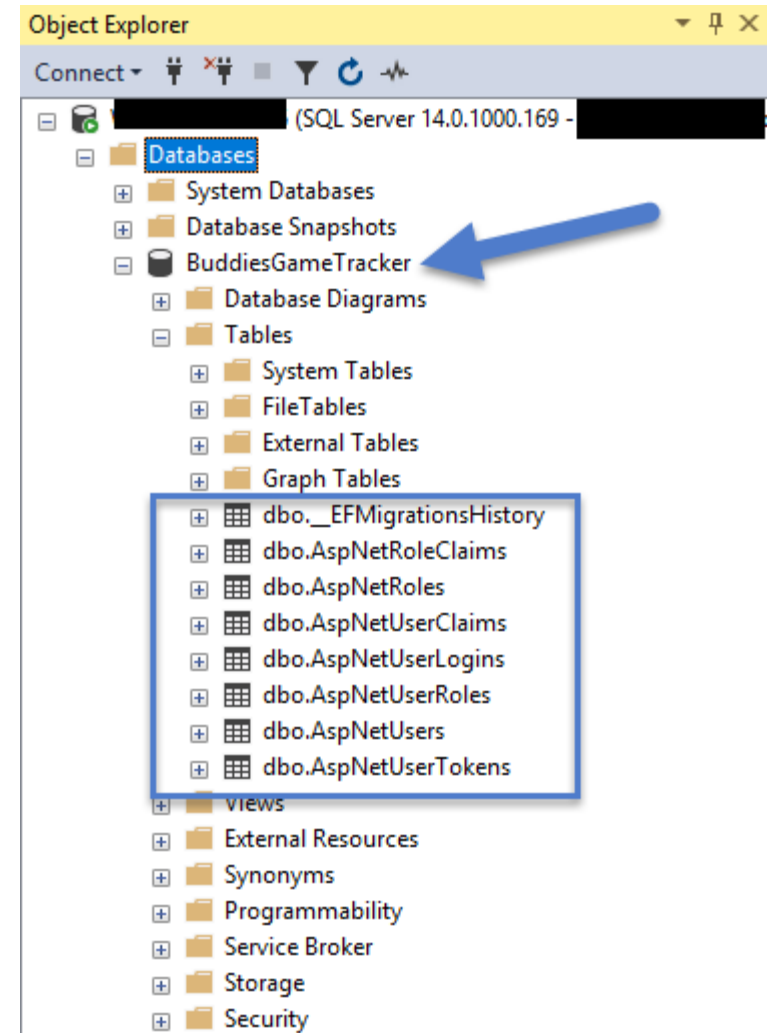 Object Explorer
Connect
(SQL Server 14.0.1000.169 -
Databases
System Databases
Database Snapshots
BuddiesGameTracker
Database Diagrams
Tables
System Tables
FileTables
External Tables
Graph Tables
dbo.__EFMigrationsHistory
dbo.AspNetRoleClaims
dbo.AspNetRoles
dbo.AspNetUserClaims
dbo.AspNetUserLogins
dbo.AspNetUserRoles
dbo.AspNetUsers
dbo.AspNetUserTokens
Views
External Resources
Synonyms
Programmability
Service Broker
Storage
Security